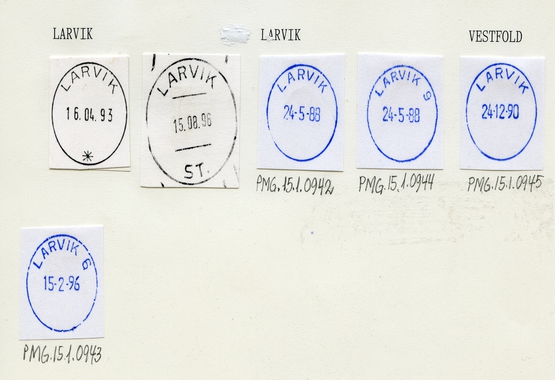 LARVIK
LARVIK
VESTFOLD
LARVIK
16.04.93
LARVIK
15.08.96
ST.
LARVIK
24-5-88
PMG.15.1.0942
LARVIK 9
24-5-88
PMG.15.1.0944
LARVIK
24-12-90
PMG.15.1.0945
LARVIK 6
15-2-96
PMG.15.1.0943